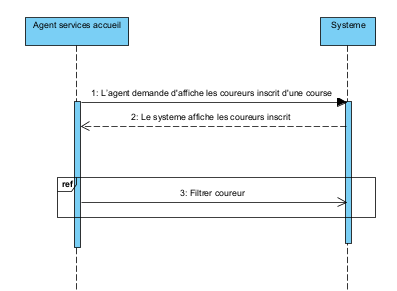 Agent services accueil
Systeme
1: L'agent demande d'affiche les coureurs inscrit d'une course
2: Le systeme affiche les coureurs inscrit
ref
3: Filtrer coureur